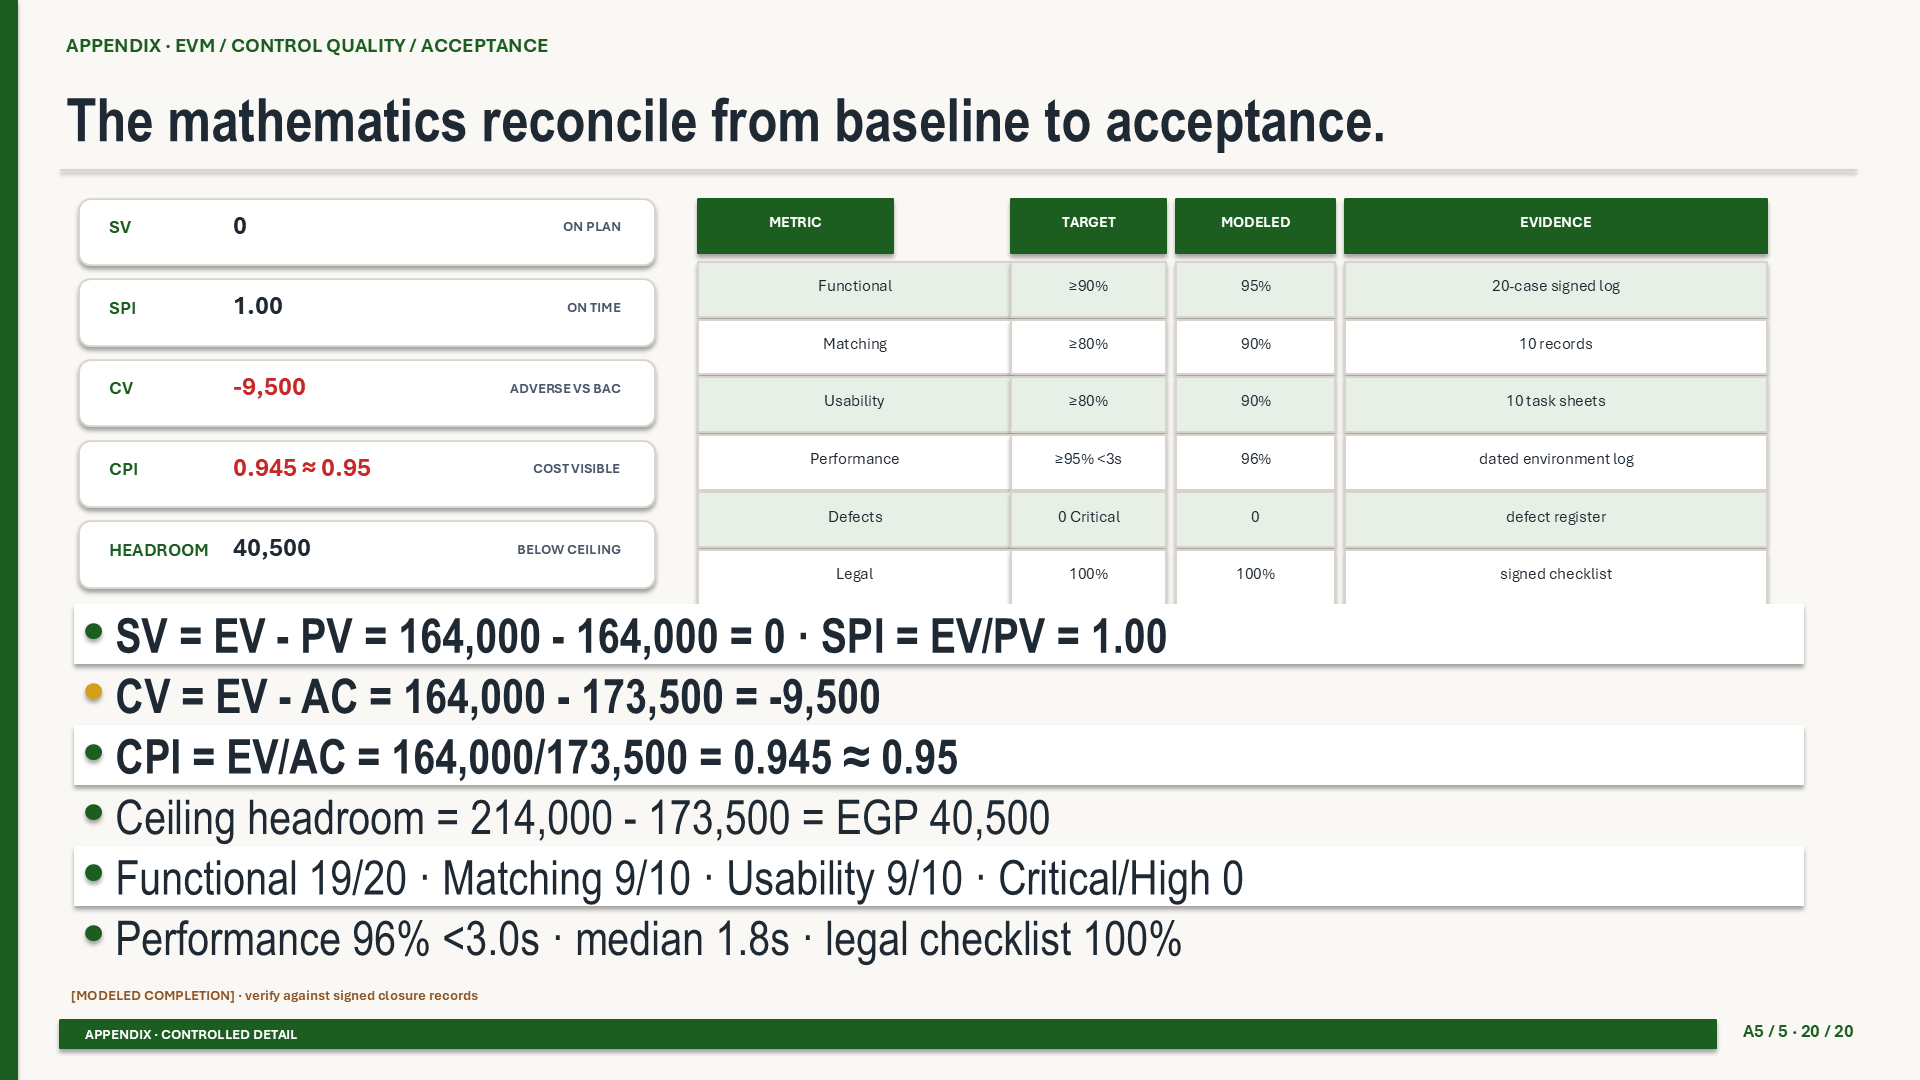 APPENDIX · EVM / CONTROL QUALITY / ACCEPTANCE
The mathematics reconcile from baseline to acceptance.
SV 0 ON PLAN
SPI 1.00 ON TIME
CV -9,500 ADVERSE VS BAC
CPI 0.945 ≈ 0.95 COST VISIBLE
HEADROOM 40,500 BELOW CEILING
METRIC TARGET MODELED EVIDENCE
Functional ≥90% 95% 20-case signed log
Matching ≥80% 90% 10 records
Usability ≥80% 90% 10 task sheets
Performance ≥95% <3s 96% dated environment log
Defects 0 Critical 0 defect register
Legal 100% 100% signed checklist
SV = EV - PV = 164,000 - 164,000 = 0 · SPI = EV/PV = 1.00
CV = EV - AC = 164,000 - 173,500 = -9,500
CPI = EV/AC = 164,000/173,500 = 0.945 ≈ 0.95
Ceiling headroom = 214,000 - 173,500 = EGP 40,500
Functional 19/20 · Matching 9/10 · Usability 9/10 · Critical/High 0
Performance 96% <3.0s · median 1.8s · legal checklist 100%
[MODELED COMPLETION] · verify against signed closure records
APPENDIX · CONTROLLED DETAIL
A5 / 5 · 20 / 20